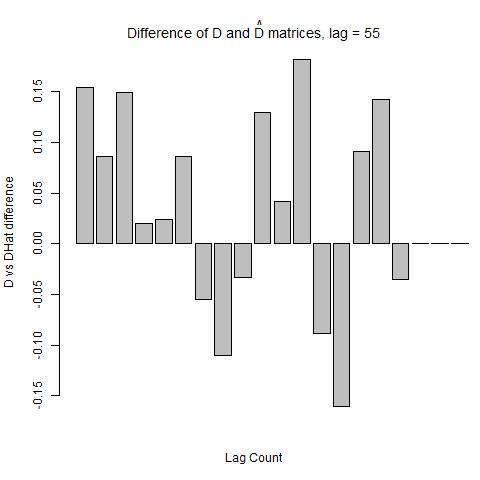 Difference of D and D̂ matrices, lag = 55
D vs DHat difference
0.15
0.10
0.05
0.00
-0.05
-0.10
-0.15
Lag Count